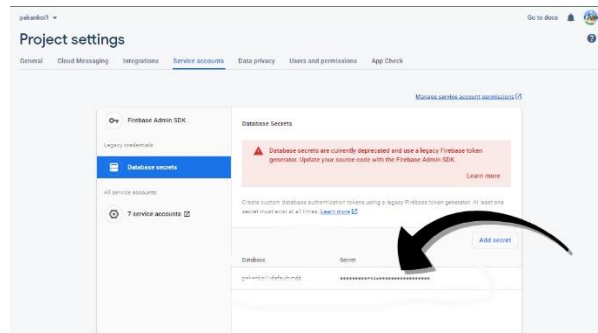 pakankoi1
Go to docs
Project settings
General Cloud Messaging Integrations Service accounts Data privacy Users and permissions App Check
Manage service account permissions
Firebase Admin SDK
Legacy credentials
Database secrets
All service accounts
7 service accounts
Database Secrets
Database secrets are currently deprecated and use a legacy Firebase token
generator. Update your source code with the Firebase Admin SDK.
Learn more
Create custom database authentication tokens using a legacy Firebase token generator. At least one
secret must exist at all times. Learn more
Add secret
Database Secret
pakankoi1-default-rtdb ••••••••••••••••••••••••••••••••••••••••